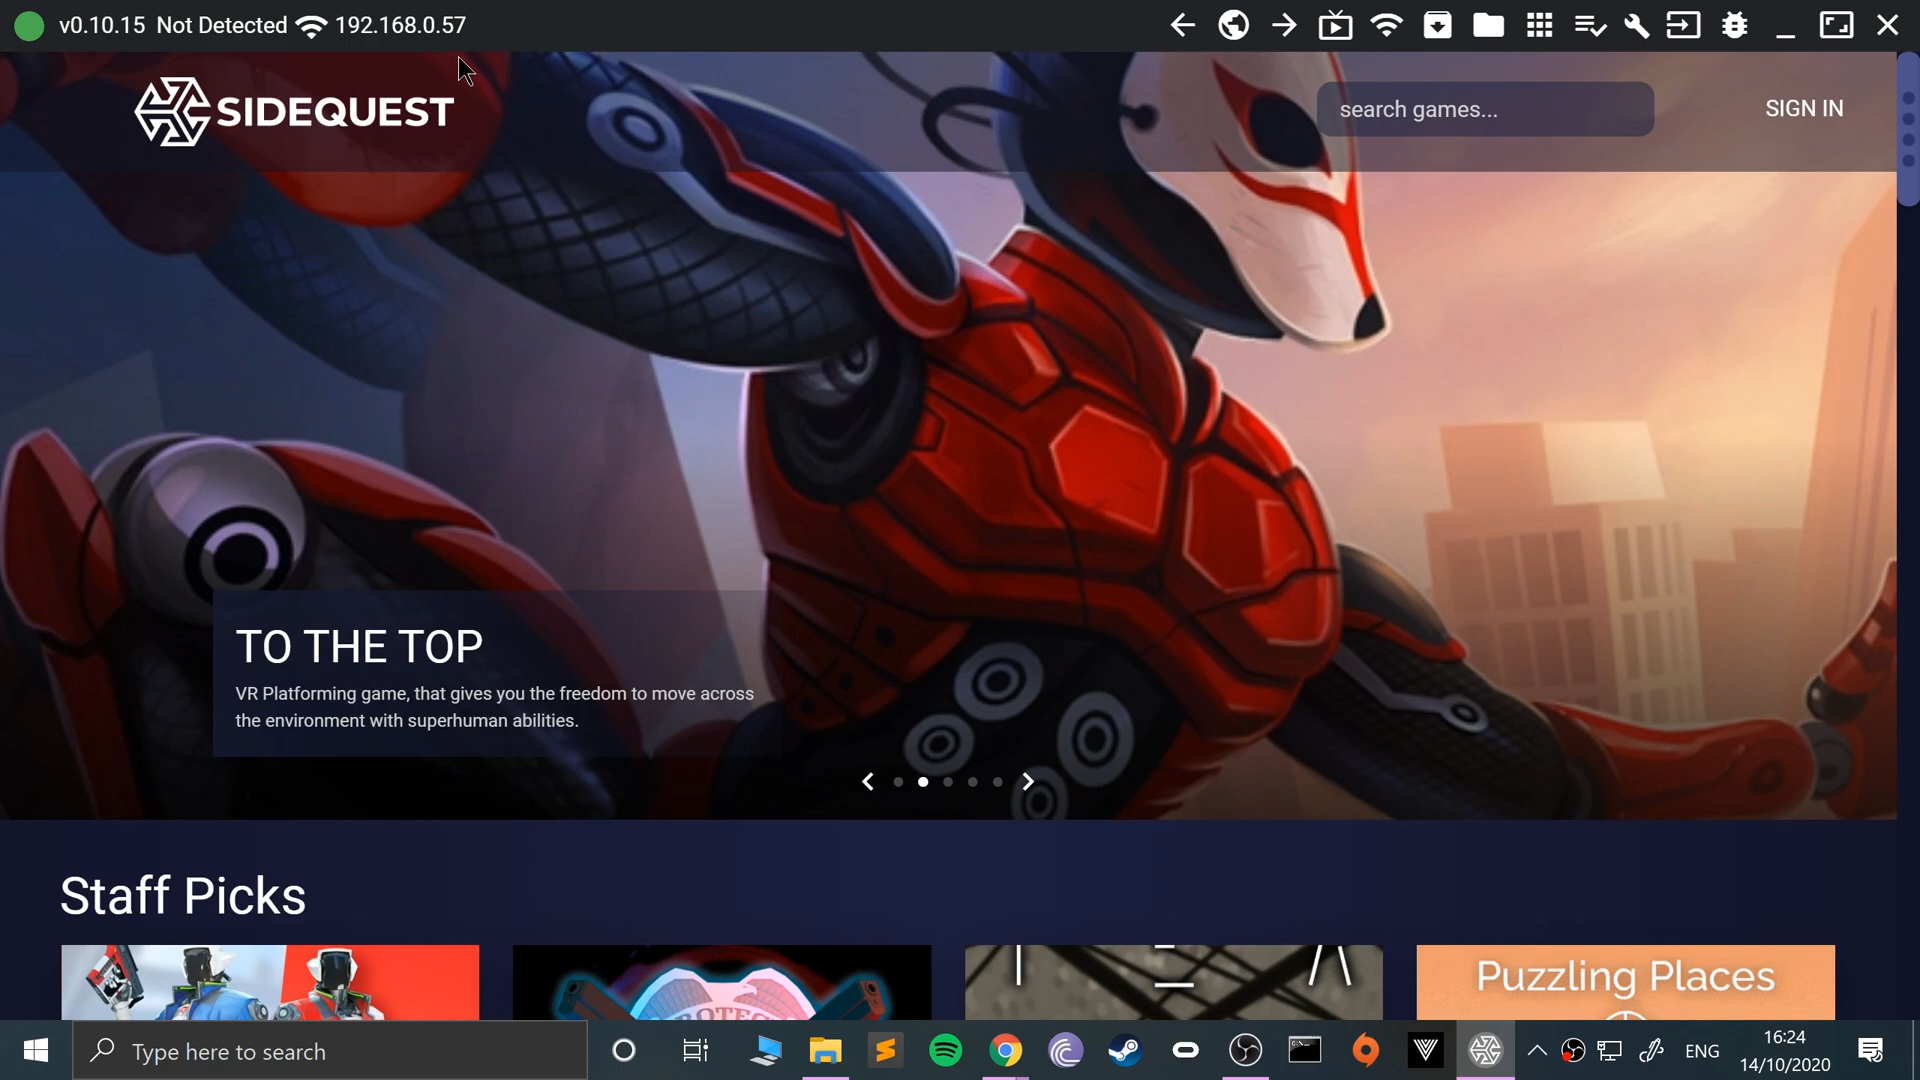 v0.10.15 Not Detected 192.168.0.57
SIDEQUEST
search games...
SIGN IN
TO THE TOP
VR Platforming game, that gives you the freedom to move across
the environment with superhuman abilities.
Staff Picks
Puzzling Places
Type here to search
ENG
16:24
14/10/2020